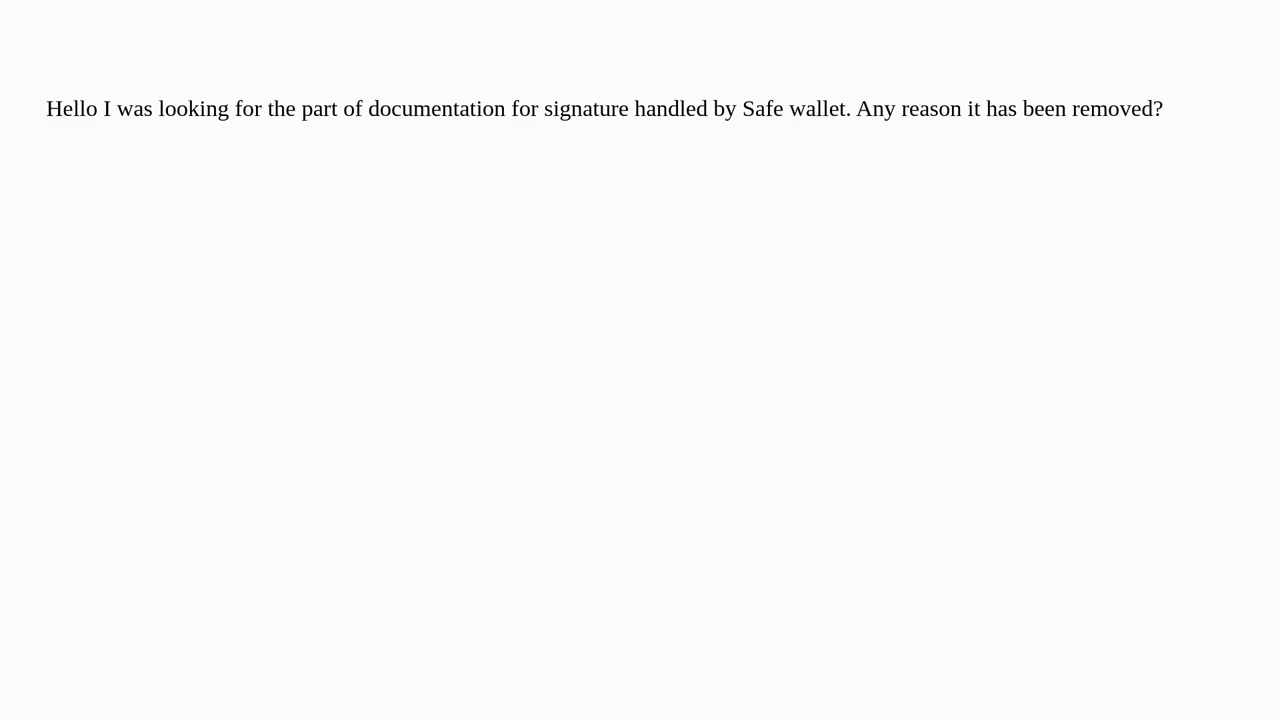 Hello I was looking for the part of documentation for signature handled by Safe wallet. Any reason it has been removed?